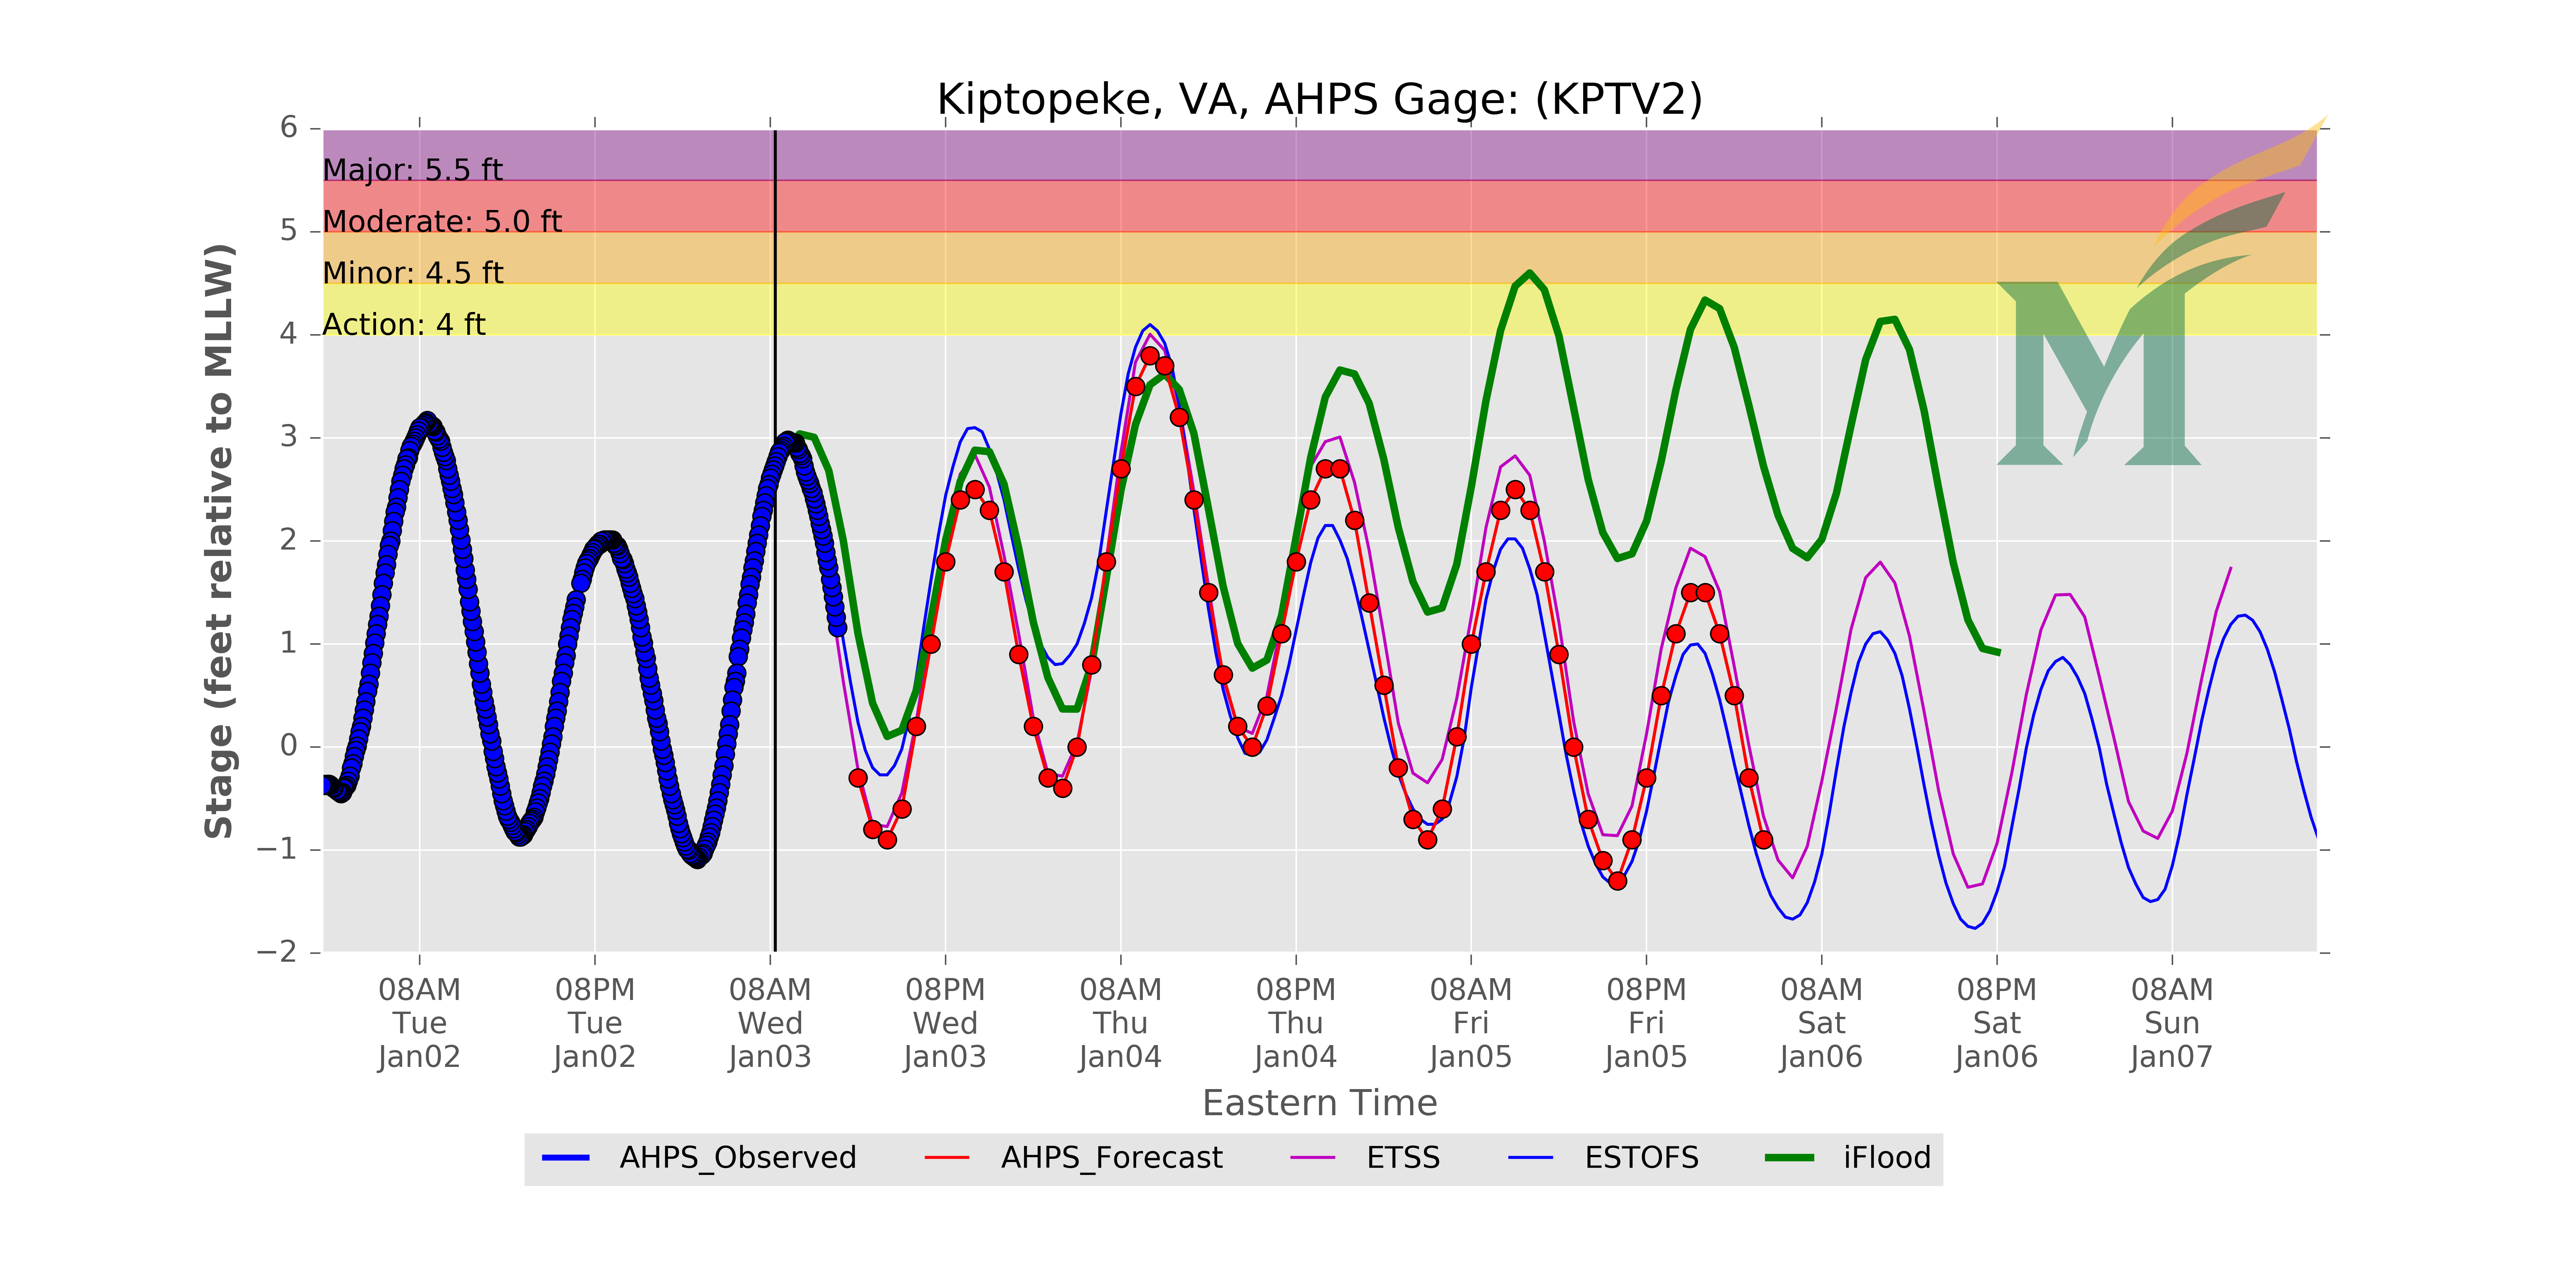 Kiptopeke, VA, AHPS Gage: (KPTV2)
Stage (feet relative to MLLW)
6
5
4
3
2
1
0
−1
−2
Major: 5.5 ft
Moderate: 5.0 ft
Minor: 4.5 ft
Action: 4 ft
M
08AM 08PM 08AM 08PM 08AM 08PM 08AM 08PM 08AM 08PM 08AM
Tue Tue Wed Wed Thu Thu Fri Fri Sat Sat Sun
Jan02 Jan02 Jan03 Jan03 Jan04 Jan04 Jan05 Jan05 Jan06 Jan06 Jan07
Eastern Time
AHPS_Observed AHPS_Forecast ETSS ESTOFS iFlood